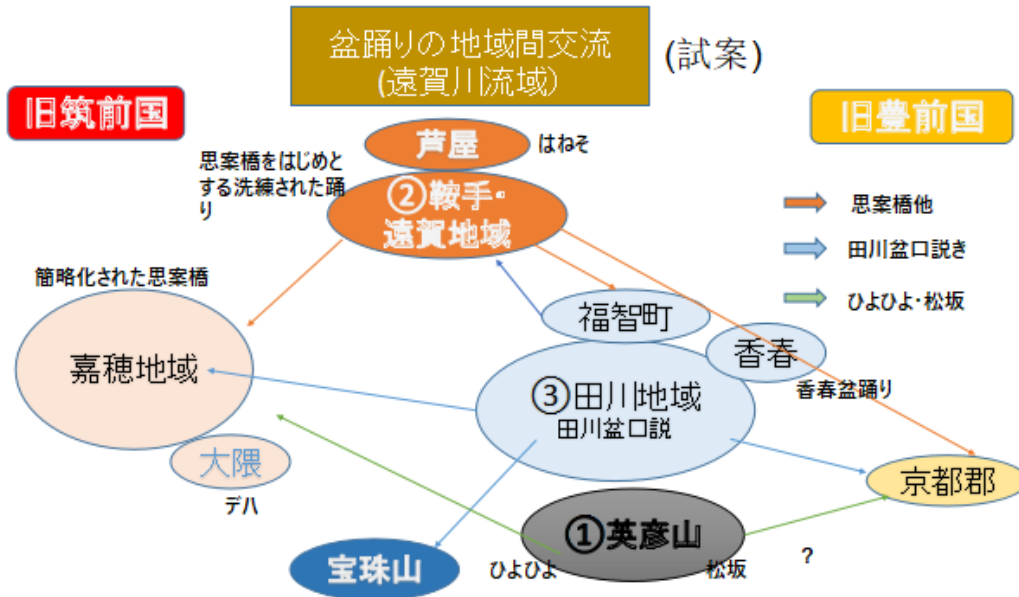 盆踊りの地域間交流
(遠賀川流域)
(試案)
旧筑前国
旧豊前国
芦屋
はねそ
思案橋をはじめと
する洗練された踊
り
②鞍手・
遠賀地域
思案橋他
田川盆口説き
ひよひよ・松坂
簡略化された思案橋
嘉穂地域
福智町
香春
香春盆踊り
③田川地域
田川盆口説
大隈
デハ
京都郡
①英彦山
宝珠山
ひよひよ
松坂
?